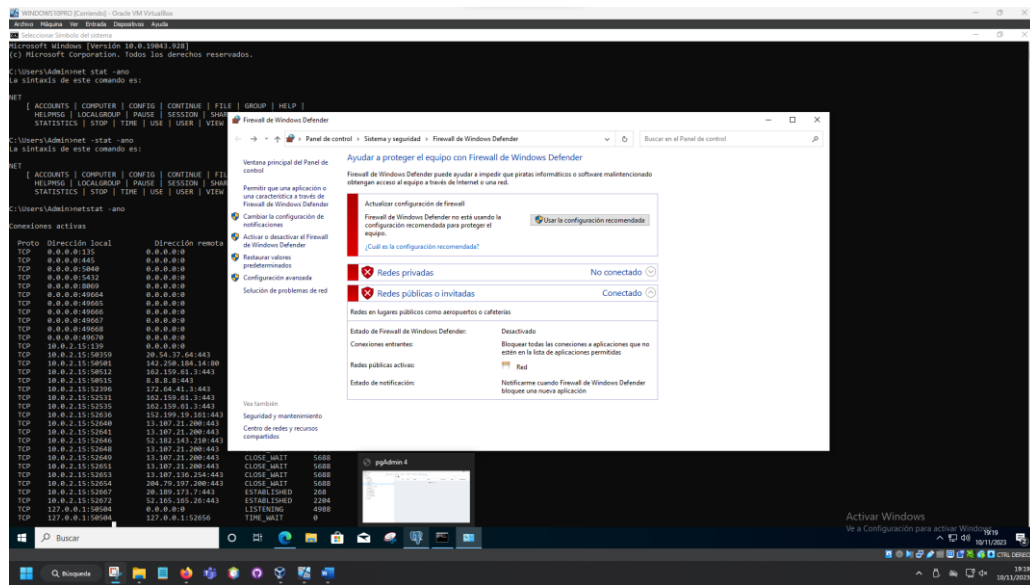 WINDOWS10PRO [Corriendo] - Oracle VM VirtualBox
Archivo Máquina Ver Entrada Dispositivos Ayuda
Seleccionar Símbolo del sistema
Microsoft Windows [Versión 10.0.19043.928]
(c) Microsoft Corporation. Todos los derechos reservados.
C:\Users\Admin>net stat -ano
La sintaxis de este comando es:
NET
[ ACCOUNTS | COMPUTER | CONFIG | CONTINUE | FILE | GROUP | HELP |
HELPMSG | LOCALGROUP | PAUSE | SESSION | SHAR
STATISTICS | STOP | TIME | USE | USER | VIEW
C:\Users\Admin>net -stat -ano
La sintaxis de este comando es:
NET
[ ACCOUNTS | COMPUTER | CONFIG | CONTINUE | FIL
HELPMSG | LOCALGROUP | PAUSE | SESSION | SHAR
STATISTICS | STOP | TIME | USE | USER | VIEW
C:\Users\Admin>netstat -ano
Conexiones activas
Proto Dirección local Dirección remota
TCP 0.0.0.0:135 0.0.0.0:0
TCP 0.0.0.0:445 0.0.0.0:0
TCP 0.0.0.0:5040 0.0.0.0:0
TCP 0.0.0.0:5432 0.0.0.0:0
TCP 0.0.0.0:8069 0.0.0.0:0
TCP 0.0.0.0:49664 0.0.0.0:0
TCP 0.0.0.0:49665 0.0.0.0:0
TCP 0.0.0.0:49666 0.0.0.0:0
TCP 0.0.0.0:49667 0.0.0.0:0
TCP 0.0.0.0:49668 0.0.0.0:0
TCP 0.0.0.0:49670 0.0.0.0:0
TCP 10.0.2.15:139 0.0.0.0:0
TCP 10.0.2.15:50359 20.54.37.64:443
TCP 10.0.2.15:50501 142.250.184.14:80
TCP 10.0.2.15:50512 162.159.61.3:443
TCP 10.0.2.15:50515 8.8.8.8:443
TCP 10.0.2.15:52396 172.64.41.3:443
TCP 10.0.2.15:52531 162.159.61.3:443
TCP 10.0.2.15:52535 162.159.61.3:443
TCP 10.0.2.15:52636 152.199.19.161:443
TCP 10.0.2.15:52640 13.107.21.200:443
TCP 10.0.2.15:52641 13.107.21.200:443
TCP 10.0.2.15:52646 52.182.143.210:443
TCP 10.0.2.15:52648 13.107.21.200:443
TCP 10.0.2.15:52649 13.107.21.200:443 CLOSE_WAIT 5688
TCP 10.0.2.15:52651 13.107.21.200:443 CLOSE_WAIT 5688
TCP 10.0.2.15:52653 13.107.136.254:443 CLOSE_WAIT 5688
TCP 10.0.2.15:52654 204.79.197.200:443 CLOSE_WAIT 5688
TCP 10.0.2.15:52667 20.189.173.7:443 ESTABLISHED 268
TCP 10.0.2.15:52672 52.165.165.26:443 ESTABLISHED 2204
TCP 127.0.0.1:50504 0.0.0.0:0 LISTENING 4988
TCP 127.0.0.1:50504 127.0.0.1:52656 TIME_WAIT 0
Firewall de Windows Defender
Panel de control > Sistema y seguridad > Firewall de Windows Defender
Buscar en el Panel de control
Ventana principal del Panel de
control
Permitir que una aplicación o
una característica a través de
Firewall de Windows Defender
Cambiar la configuración de
notificaciones
Activar o desactivar el Firewall
de Windows Defender
Restaurar valores
predeterminados
Configuración avanzada
Solución de problemas de red
Vea también
Seguridad y mantenimiento
Centro de redes y recursos
compartidos
Ayudar a proteger el equipo con Firewall de Windows Defender
Firewall de Windows Defender puede ayudar a impedir que piratas informáticos o software malintencionado
obtengan acceso al equipo a través de Internet o una red.
Actualizar configuración de firewall
Firewall de Windows Defender no está usando la
configuración recomendada para proteger el
equipo.
Usar la configuración recomendada
¿Cuál es la configuración recomendada?
Redes privadas No conectado
Redes públicas o invitadas Conectado
Redes en lugares públicos como aeropuertos o cafeterías
Estado de Firewall de Windows Defender: Desactivado
Conexiones entrantes: Bloquear todas las conexiones a aplicaciones que no
estén en la lista de aplicaciones permitidas
Redes públicas activas: Red
Estado de notificación: Notificarme cuando Firewall de Windows Defender
bloquee una nueva aplicación
pgAdmin 4
Activar Windows
Ve a Configuración para activar Windows.
Buscar
19:19
10/11/2023
CTRL DEREC
Búsqueda
19:19
10/11/2023